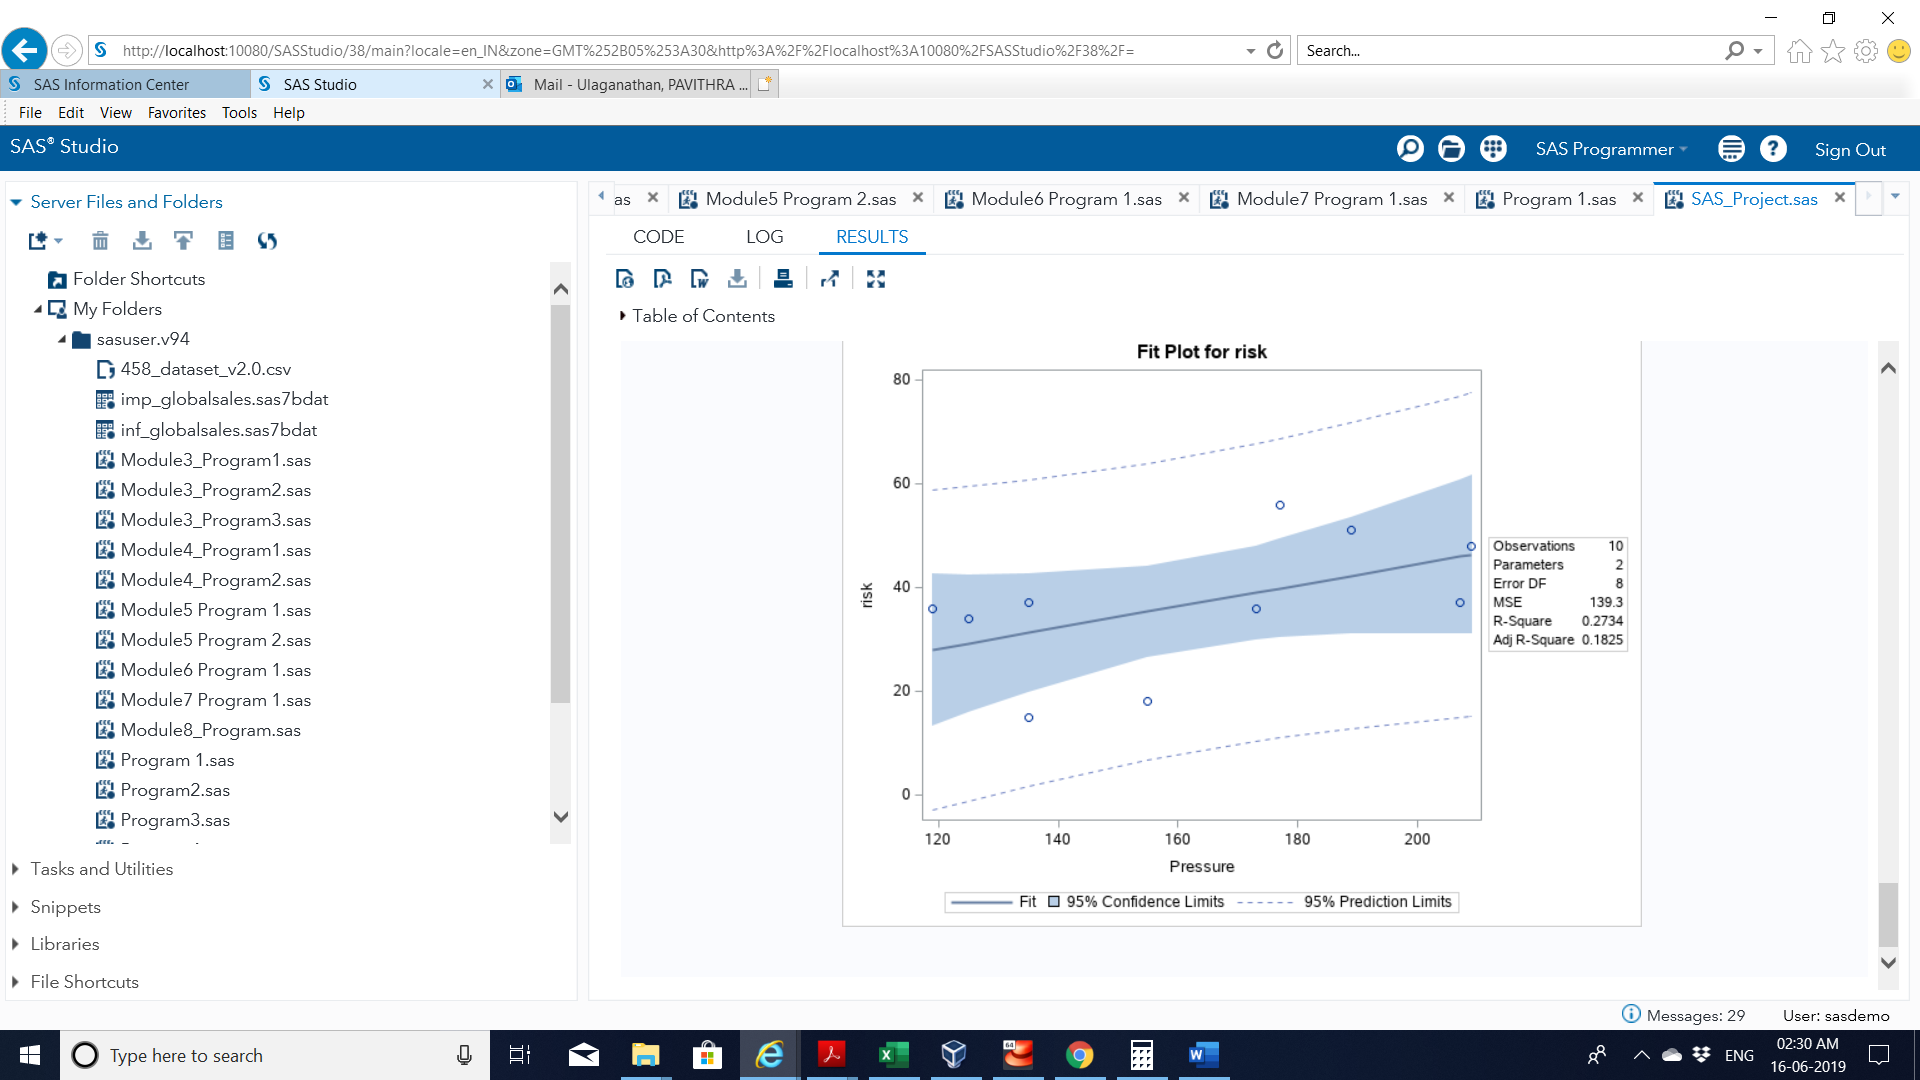 http://localhost:10080/SASStudio/38/main?locale=en_IN&zone=GMT%252B05%253A30&http%3A%2F%2Flocalhost%3A10080%2FSASStudio%2F38%2F=
Search...
SAS Information Center
SAS Studio
Mail - Ulaganathan, PAVITHRA ...
File Edit View Favorites Tools Help
SAS® Studio
SAS Programmer
Sign Out
Server Files and Folders
Folder Shortcuts
My Folders
sasuser.v94
458_dataset_v2.0.csv
imp_globalsales.sas7bdat
inf_globalsales.sas7bdat
Module3_Program1.sas
Module3_Program2.sas
Module3_Program3.sas
Module4_Program1.sas
Module4_Program2.sas
Module5 Program 1.sas
Module5 Program 2.sas
Module6 Program 1.sas
Module7 Program 1.sas
Module8_Program.sas
Program 1.sas
Program2.sas
Program3.sas
Tasks and Utilities
Snippets
Libraries
File Shortcuts
as
Module5 Program 2.sas
Module6 Program 1.sas
Module7 Program 1.sas
Program 1.sas
SAS_Project.sas
CODE LOG RESULTS
Table of Contents
Fit Plot for risk
80
60
40
20
0
risk
120 140 160 180 200
Pressure
Observations 10
Parameters 2
Error DF 8
MSE 139.3
R-Square 0.2734
Adj R-Square 0.1825
Fit 95% Confidence Limits 95% Prediction Limits
Messages: 29
User: sasdemo
Type here to search
64
ENG
02:30 AM
16-06-2019